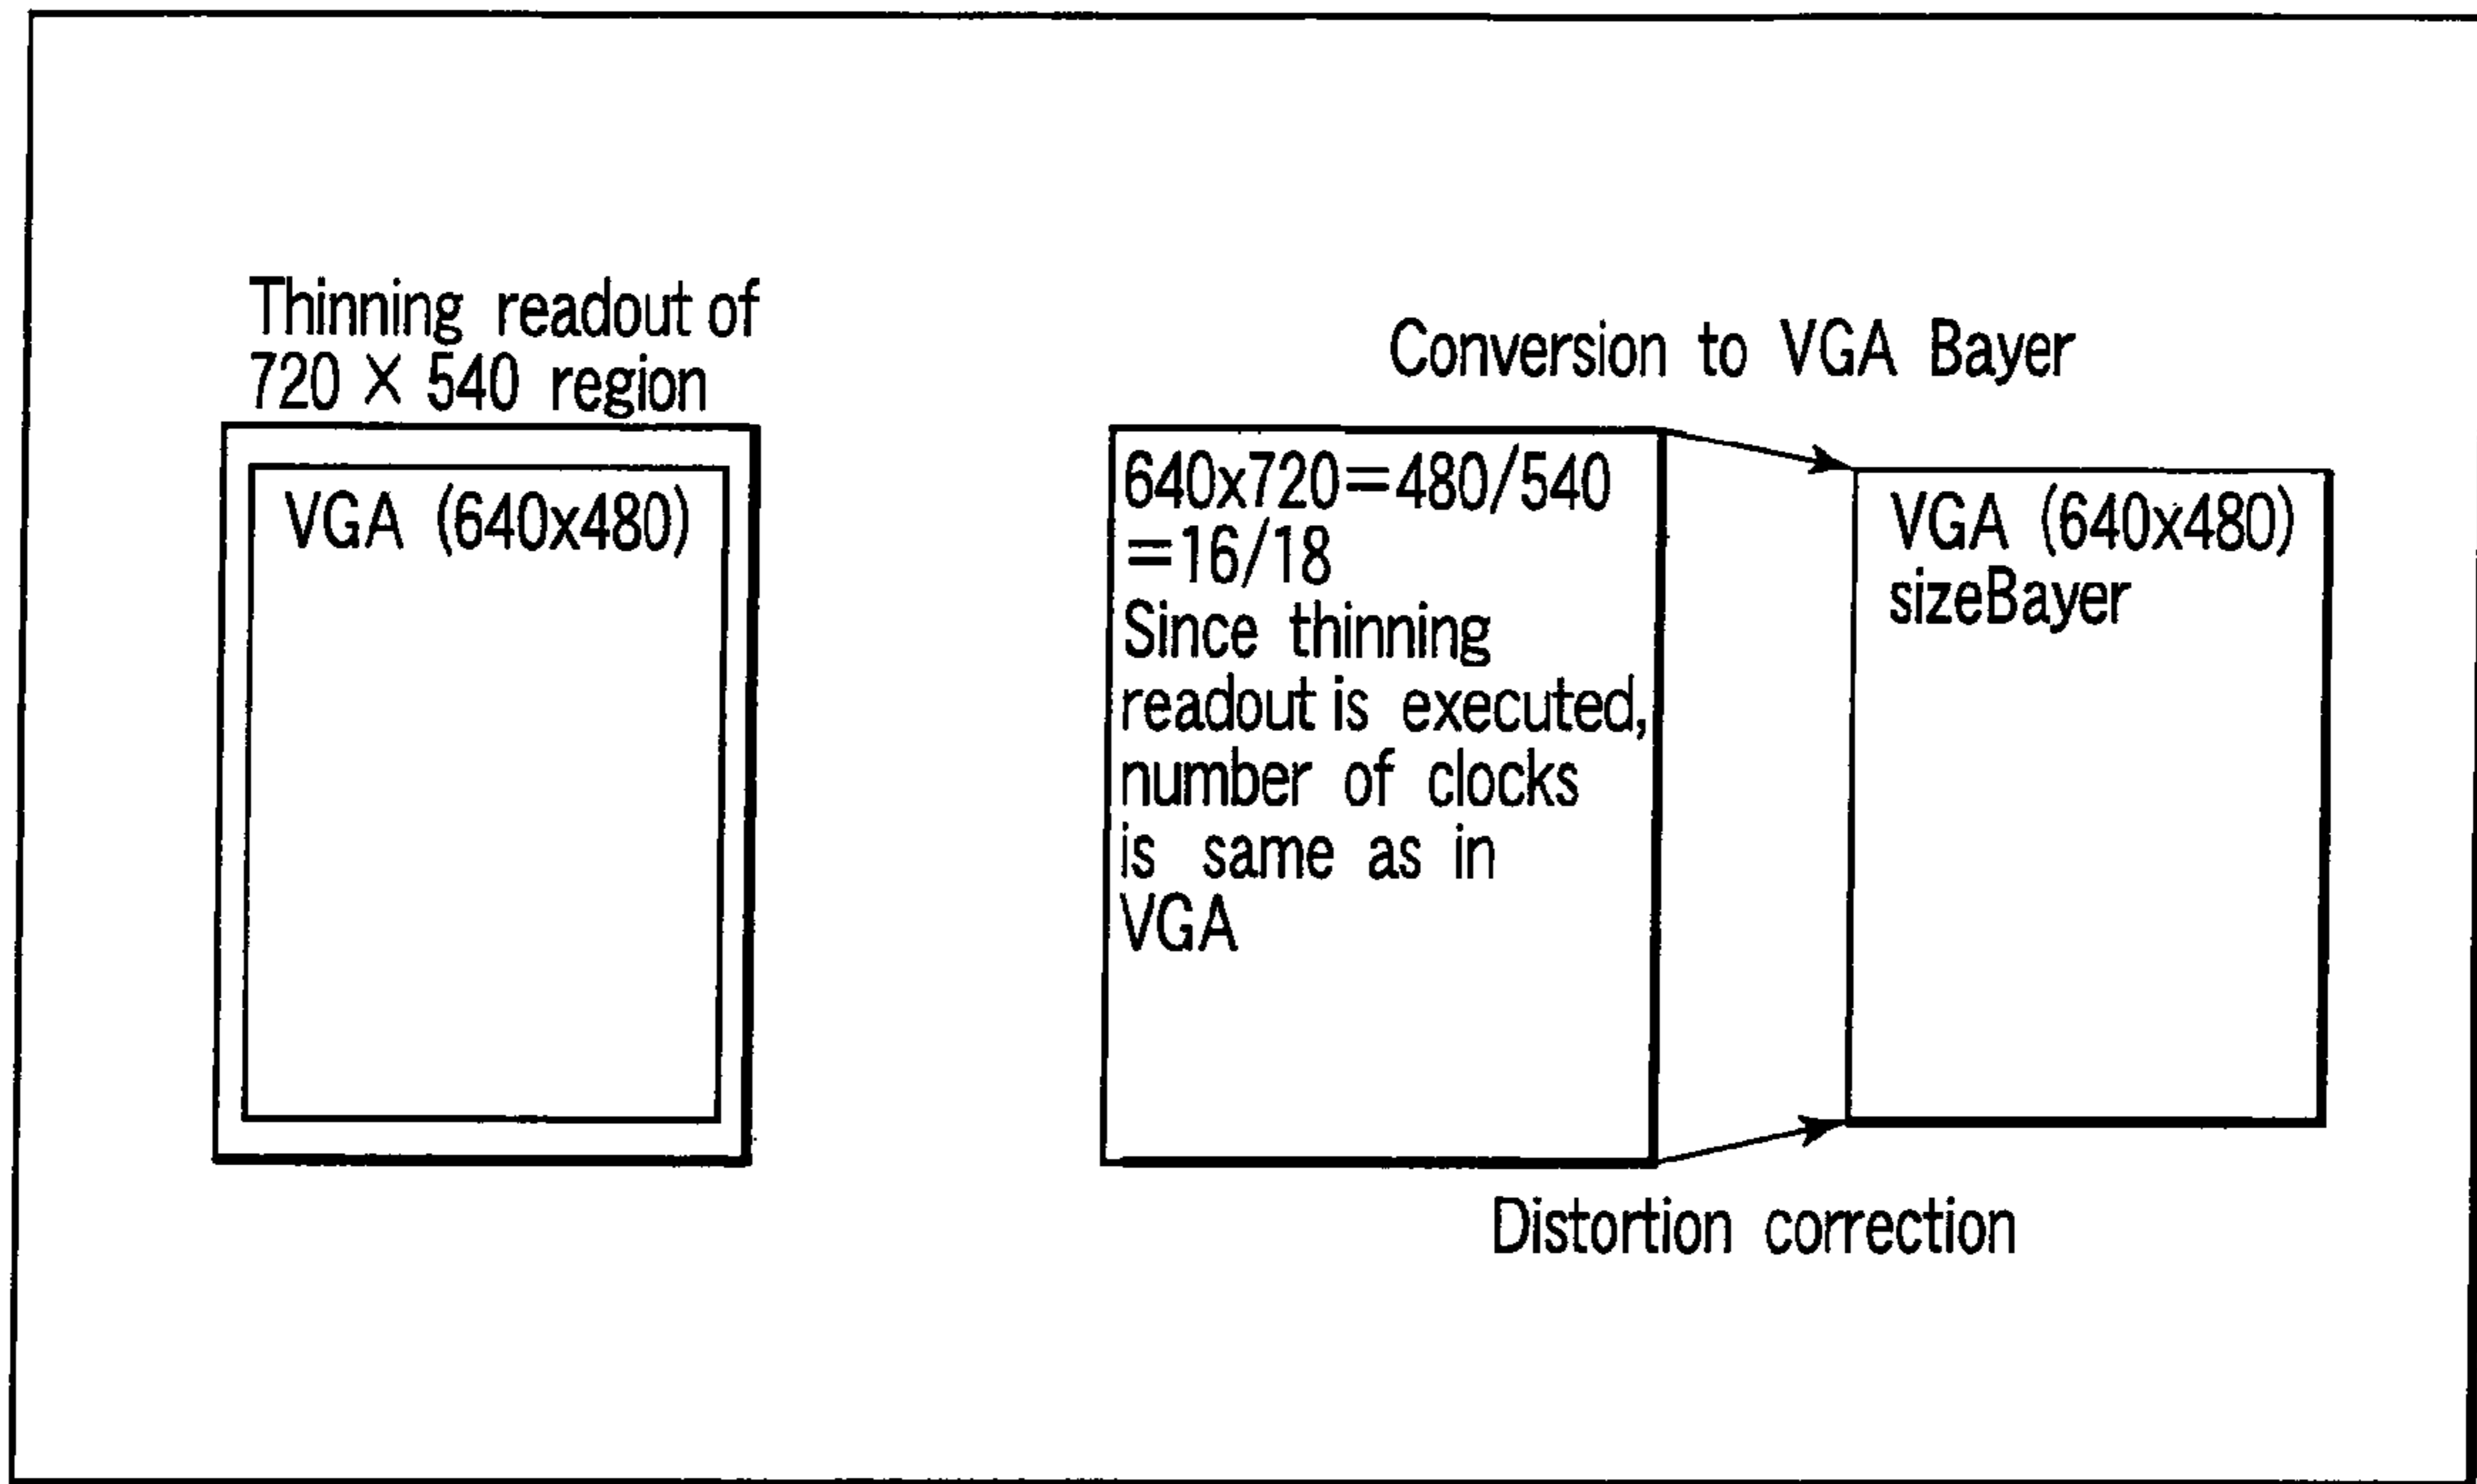 Thinning readout of
720 X 540 region
VGA (640x480)
Conversion to VGA Bayer
640x720=480/540
=16/18
Since thinning
readout is executed,
number of clocks
is same as in
VGA
VGA (640x480)
sizeBayer
Distortion correction